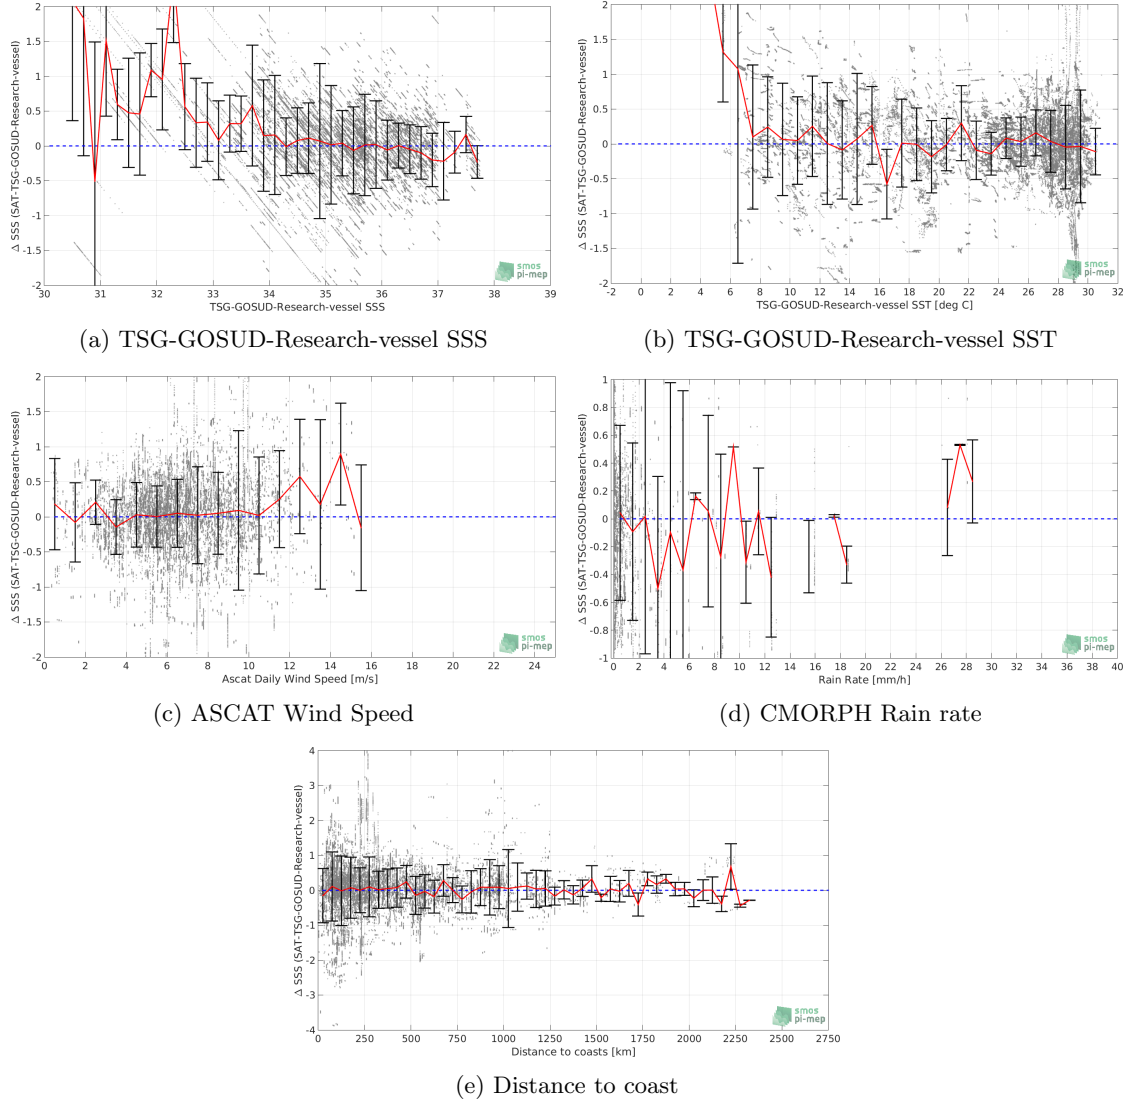 Δ SSS (SAT-TSG-GOSUD-Research-vessel)
2
1.5
1
0.5
0
-0.5
-1
-1.5
-2
30 31 32 33 34 35 36 37 38 39
TSG-GOSUD-Research-vessel SSS
smos
pi-mep
(a) TSG-GOSUD-Research-vessel SSS
Δ SSS (SAT-TSG-GOSUD-Research-vessel)
2
1.5
1
0.5
0
-0.5
-1
-1.5
-2
-2 0 2 4 6 8 10 12 14 16 18 20 22 24 26 28 30 32
TSG-GOSUD-Research-vessel SST [deg C]
smos
pi-mep
(b) TSG-GOSUD-Research-vessel SST
Δ SSS (SAT-TSG-GOSUD-Research-vessel)
2
1.5
1
0.5
0
-0.5
-1
-1.5
-2
0 2 4 6 8 10 12 14 16 18 20 22 24
Ascat Daily Wind Speed [m/s]
smos
pi-mep
(c) ASCAT Wind Speed
Δ SSS (SAT-TSG-GOSUD-Research-vessel)
1
0.8
0.6
0.4
0.2
0
-0.2
-0.4
-0.6
-0.8
-1
0 2 4 6 8 10 12 14 16 18 20 22 24 26 28 30 32 34 36 38 40
Rain Rate [mm/h]
smos
pi-mep
(d) CMORPH Rain rate
Δ SSS (SAT-TSG-GOSUD-Research-vessel)
4
3
2
1
0
-1
-2
-3
-4
0 250 500 750 1000 1250 1500 1750 2000 2250 2500 2750
Distance to coasts [km]
smos
pi-mep
(e) Distance to coast